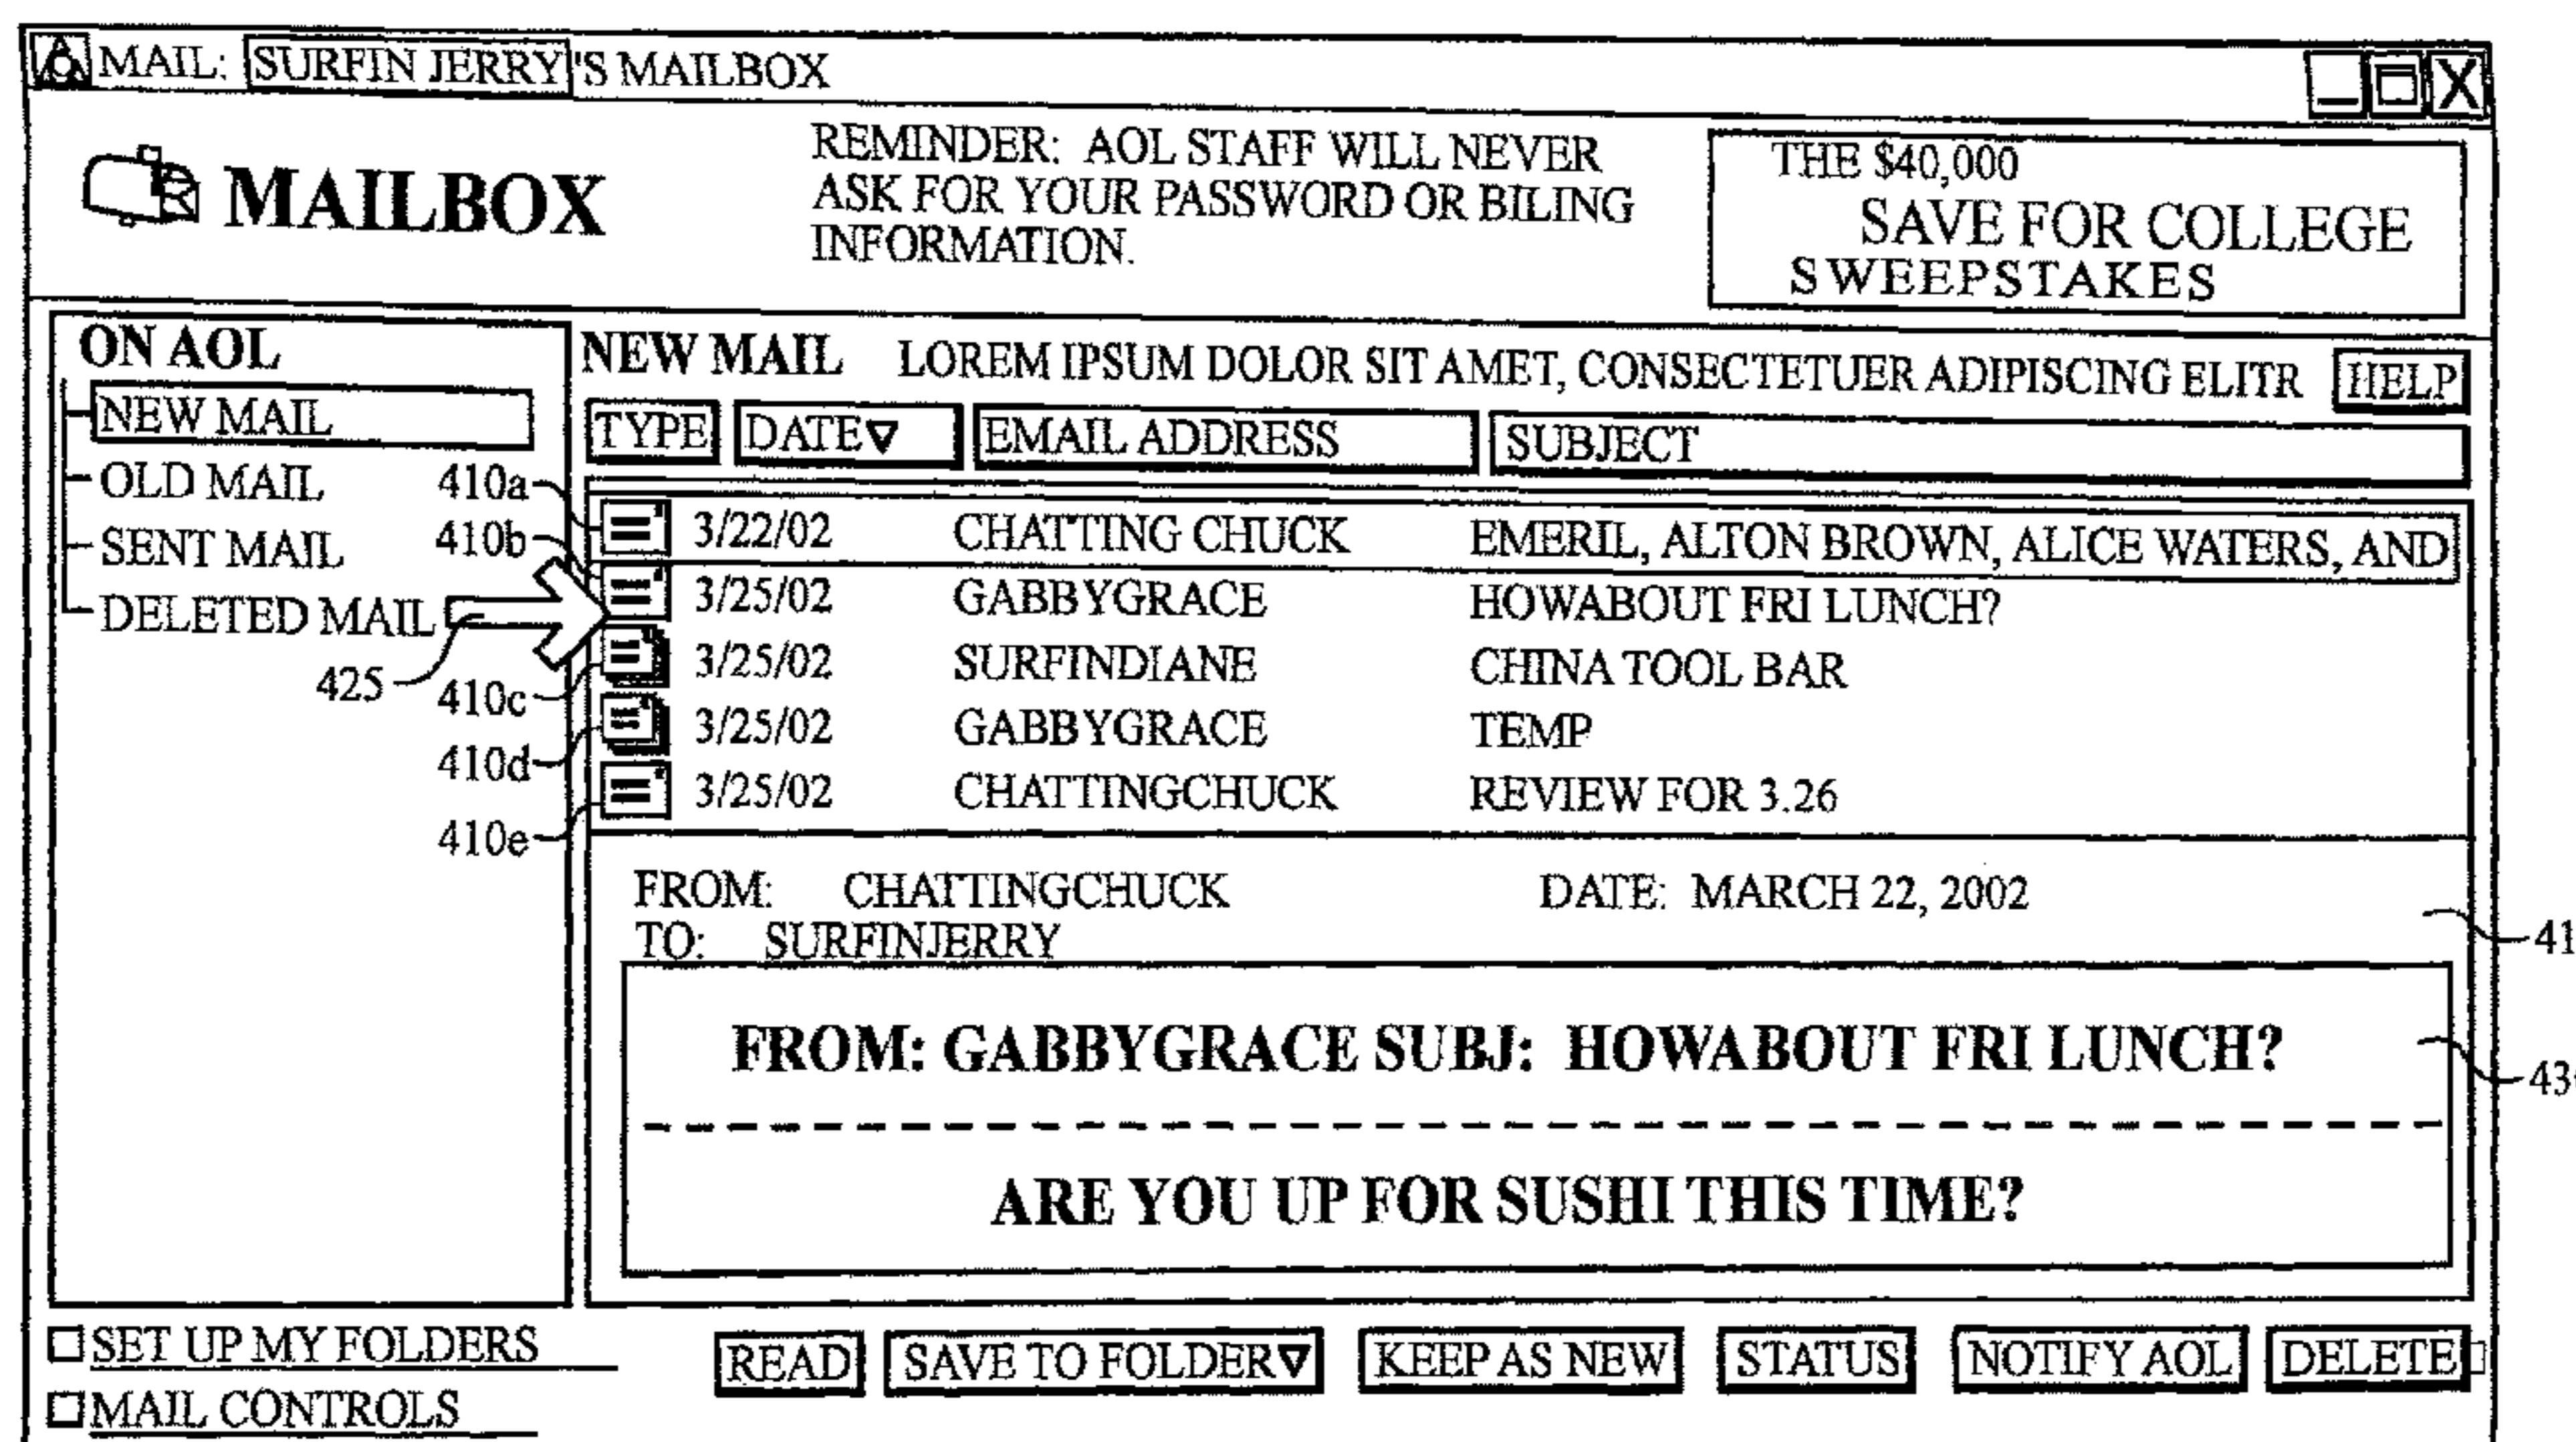 MAIL: SURFIN JERRY'S MAILBOX
MAILBOX
REMINDER: AOL STAFF WILL NEVER
ASK FOR YOUR PASSWORD OR BILING
INFORMATION.
THE $40,000
SAVE FOR COLLEGE
SWEEPSTAKES
ON AOL
NEW MAIL
OLD MAIL
SENT MAIL
DELETED MAIL
425
NEW MAIL LOREM IPSUM DOLOR SIT AMET, CONSECTETUER ADIPISCING ELITR HELP
TYPE DATE EMAIL ADDRESS SUBJECT
410a 3/22/02 CHATTING CHUCK EMERIL, ALTON BROWN, ALICE WATERS, AND
410b 3/25/02 GABBYGRACE HOWABOUT FRI LUNCH?
410c 3/25/02 SURFINDIANE CHINA TOOL BAR
410d 3/25/02 GABBYGRACE TEMP
410e 3/25/02 CHATTINGCHUCK REVIEW FOR 3.26
FROM: CHATTINGCHUCK DATE: MARCH 22, 2002
TO: SURFINJERRY
FROM: GABBYGRACE SUBJ: HOWABOUT FRI LUNCH?
ARE YOU UP FOR SUSHI THIS TIME?
SET UP MY FOLDERS
MAIL CONTROLS
READ SAVE TO FOLDER KEEP AS NEW STATUS NOTIFY AOL DELETE